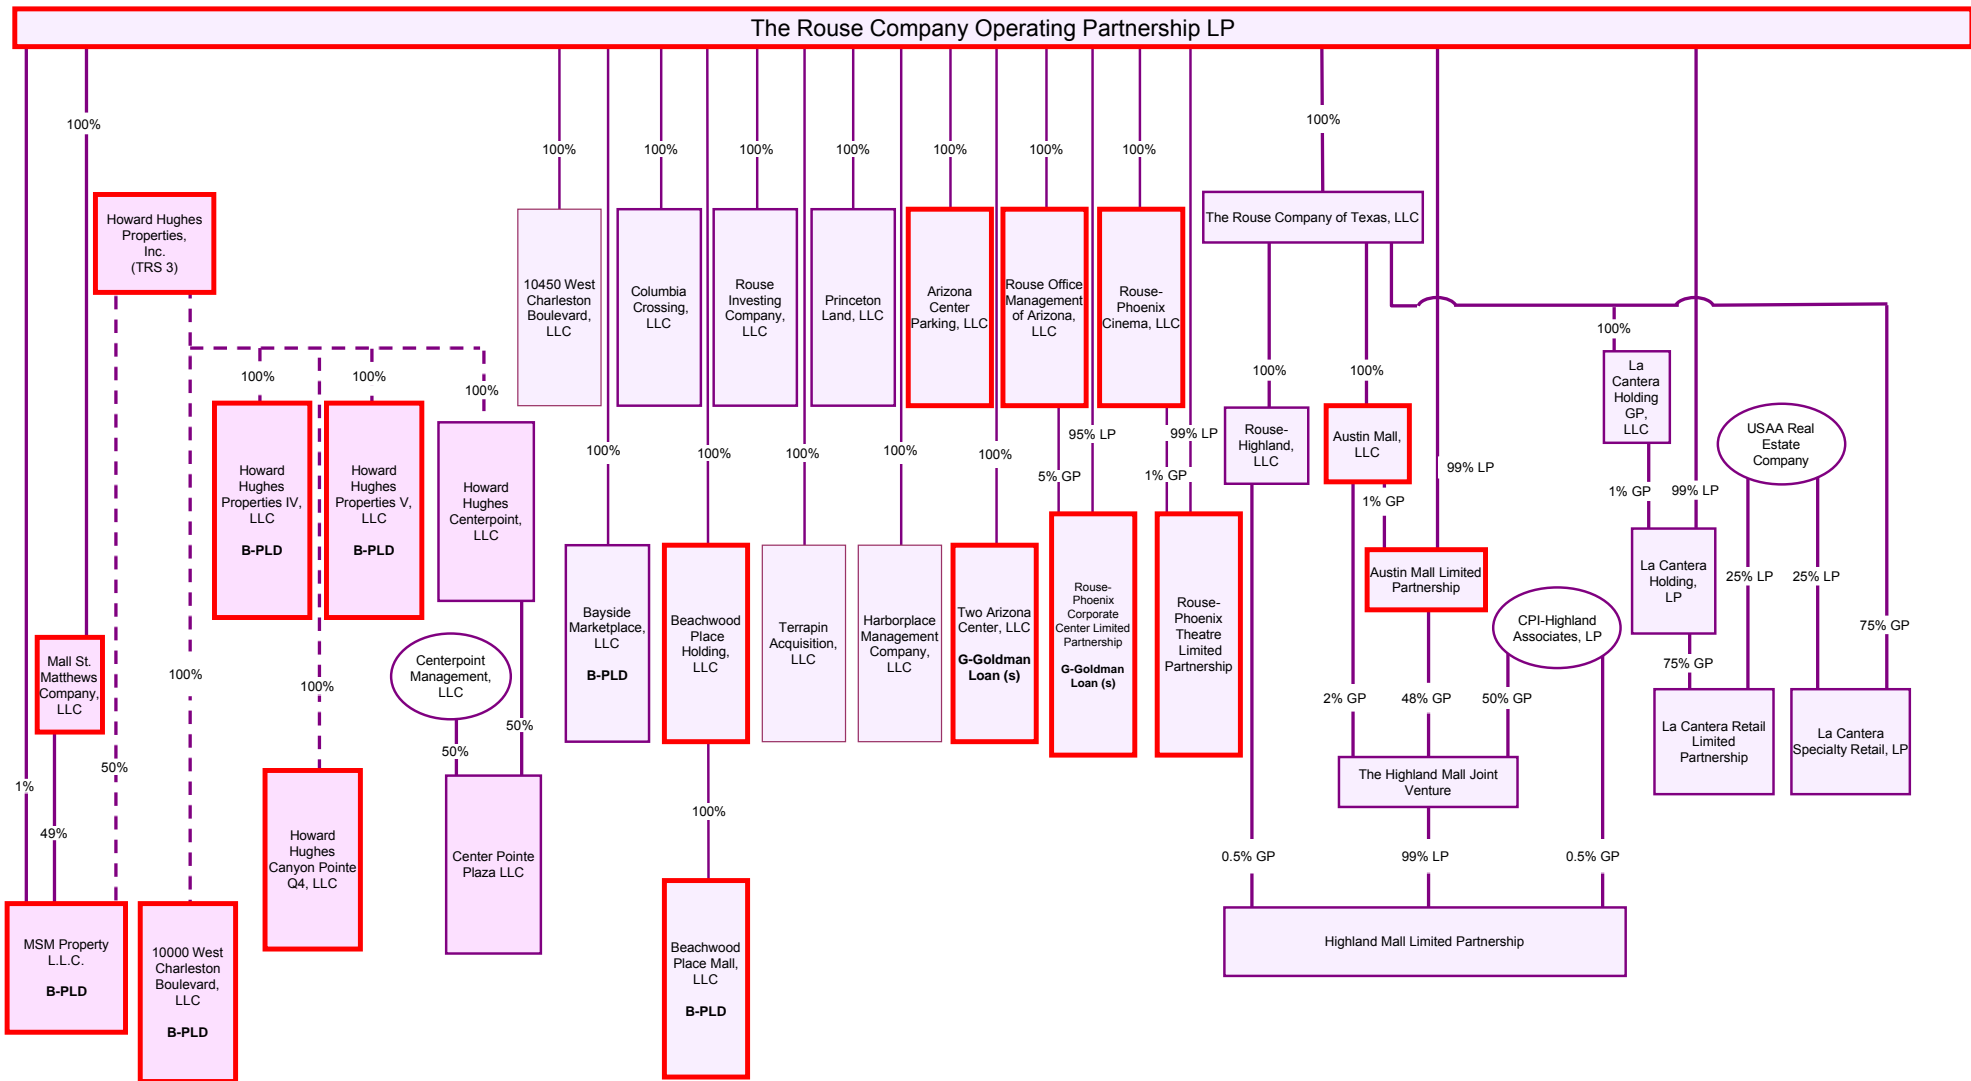 The Rouse Company Operating Partnership LP
100%
100%
100%
100%
100%
100%
100%
100%
100%
100%
Howard Hughes
Properties,
Inc.
(TRS 3)
The Rouse Company of Texas, LLC
10450 West
Charleston
Boulevard,
LLC
Columbia
Crossing,
LLC
Rouse
Investing
Company,
LLC
Princeton
Land, LLC
Arizona
Center
Parking, LLC
Rouse Office
Management
of Arizona,
LLC
Rouse-
Phoenix
Cinema, LLC
100%
100%
100%
100%
100%
100%
La
Cantera
Holding
GP,
LLC
Howard
Hughes
Properties IV,
LLC
B-PLD
Howard
Hughes
Properties V,
LLC
B-PLD
Howard
Hughes
Centerpoint,
LLC
100%
100%
100%
100%
100%
95% LP
5% GP
99% LP
1% GP
Rouse-
Highland,
LLC
Austin Mall,
LLC
99% LP
1% GP
USAA Real
Estate
Company
1% GP
99% LP
Bayside
Marketplace,
LLC
B-PLD
Beachwood
Place
Holding,
LLC
Terrapin
Acquisition,
LLC
Harborplace
Management
Company,
LLC
Two Arizona
Center, LLC
G-Goldman
Loan (s)
Rouse-
Phoenix
Corporate
Center Limited
Partnership
G-Goldman
Loan (s)
Rouse-
Phoenix
Theatre
Limited
Partnership
Austin Mall Limited
Partnership
CPI-Highland
Associates, LP
La Cantera
Holding,
LP
25% LP
25% LP
75% GP
75% GP
Mall St.
Matthews
Company,
LLC
100%
100%
Centerpoint
Management,
LLC
50%
50%
2% GP
48% GP
50% GP
La Cantera Retail
Limited
Partnership
La Cantera
Specialty Retail, LP
50%
1%
49%
The Highland Mall Joint
Venture
100%
Howard
Hughes
Canyon Pointe
Q4, LLC
Center Pointe
Plaza LLC
0.5% GP
99% LP
0.5% GP
MSM Property
L.L.C.
B-PLD
10000 West
Charleston
Boulevard,
LLC
B-PLD
Beachwood
Place Mall,
LLC
B-PLD
Highland Mall Limited Partnership